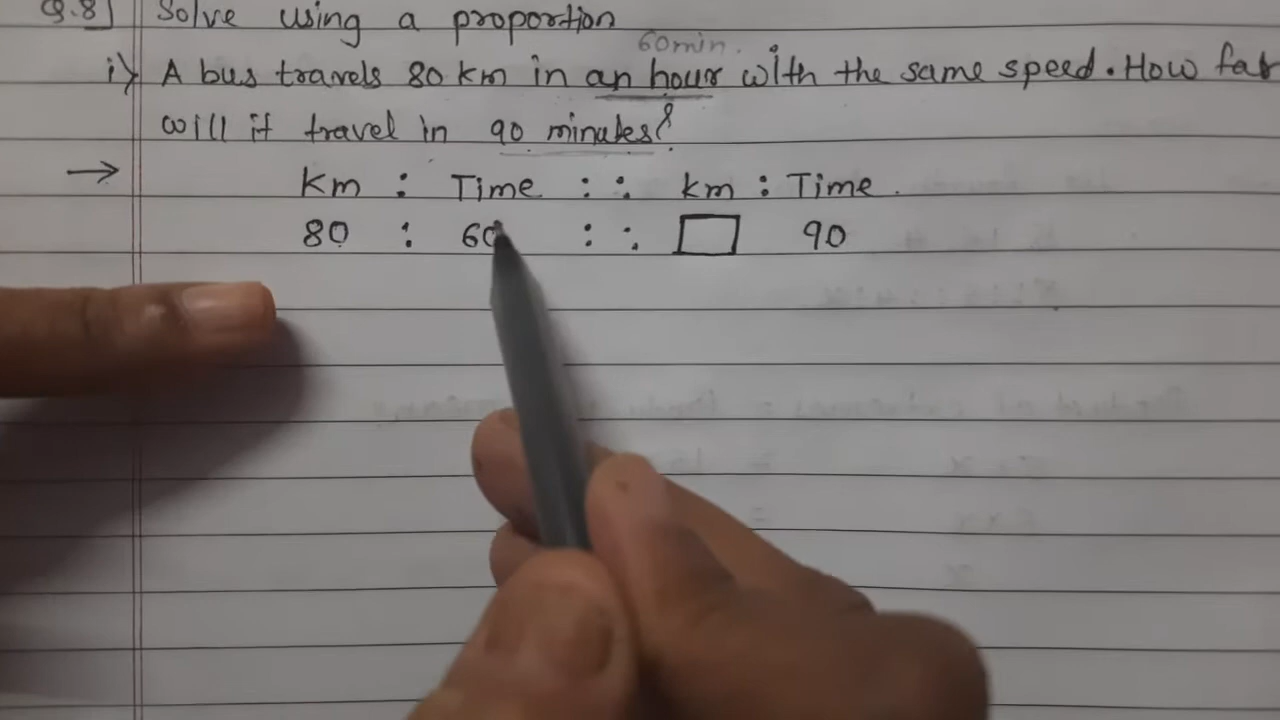 Q.8] Solve using a proportion
60min.
i) A bus travels 80 km in an hour with the same speed. How far
will it travel in 90 minutes?
→ Km : Time :: km : Time.
80 : 60 :: □ 90